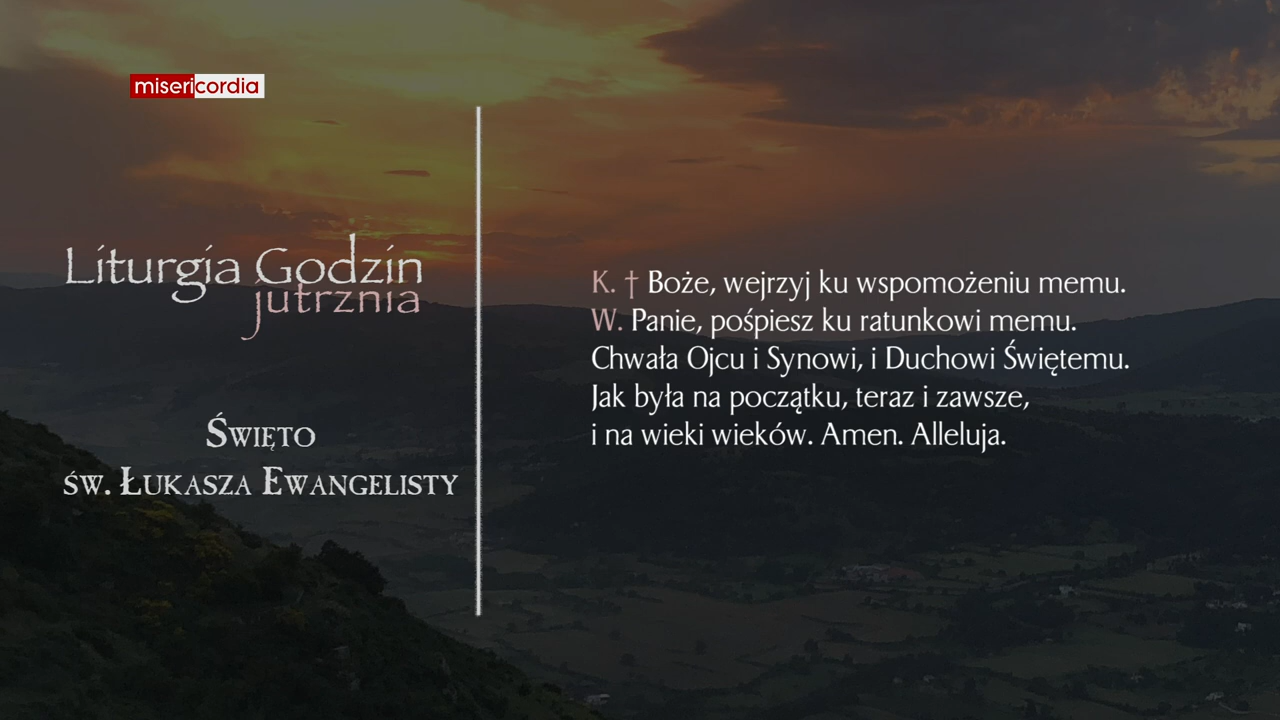 misericordia
Liturgia Godzin
jutrznia
Święto
św. Łukasza Ewangelisty
K. † Boże, wejrzyj ku wspomożeniu memu.
W. Panie, pośpiesz ku ratunkowi memu.
Chwała Ojcu i Synowi, i Duchowi Świętemu.
Jak była na początku, teraz i zawsze,
i na wieki wieków. Amen. Alleluja.